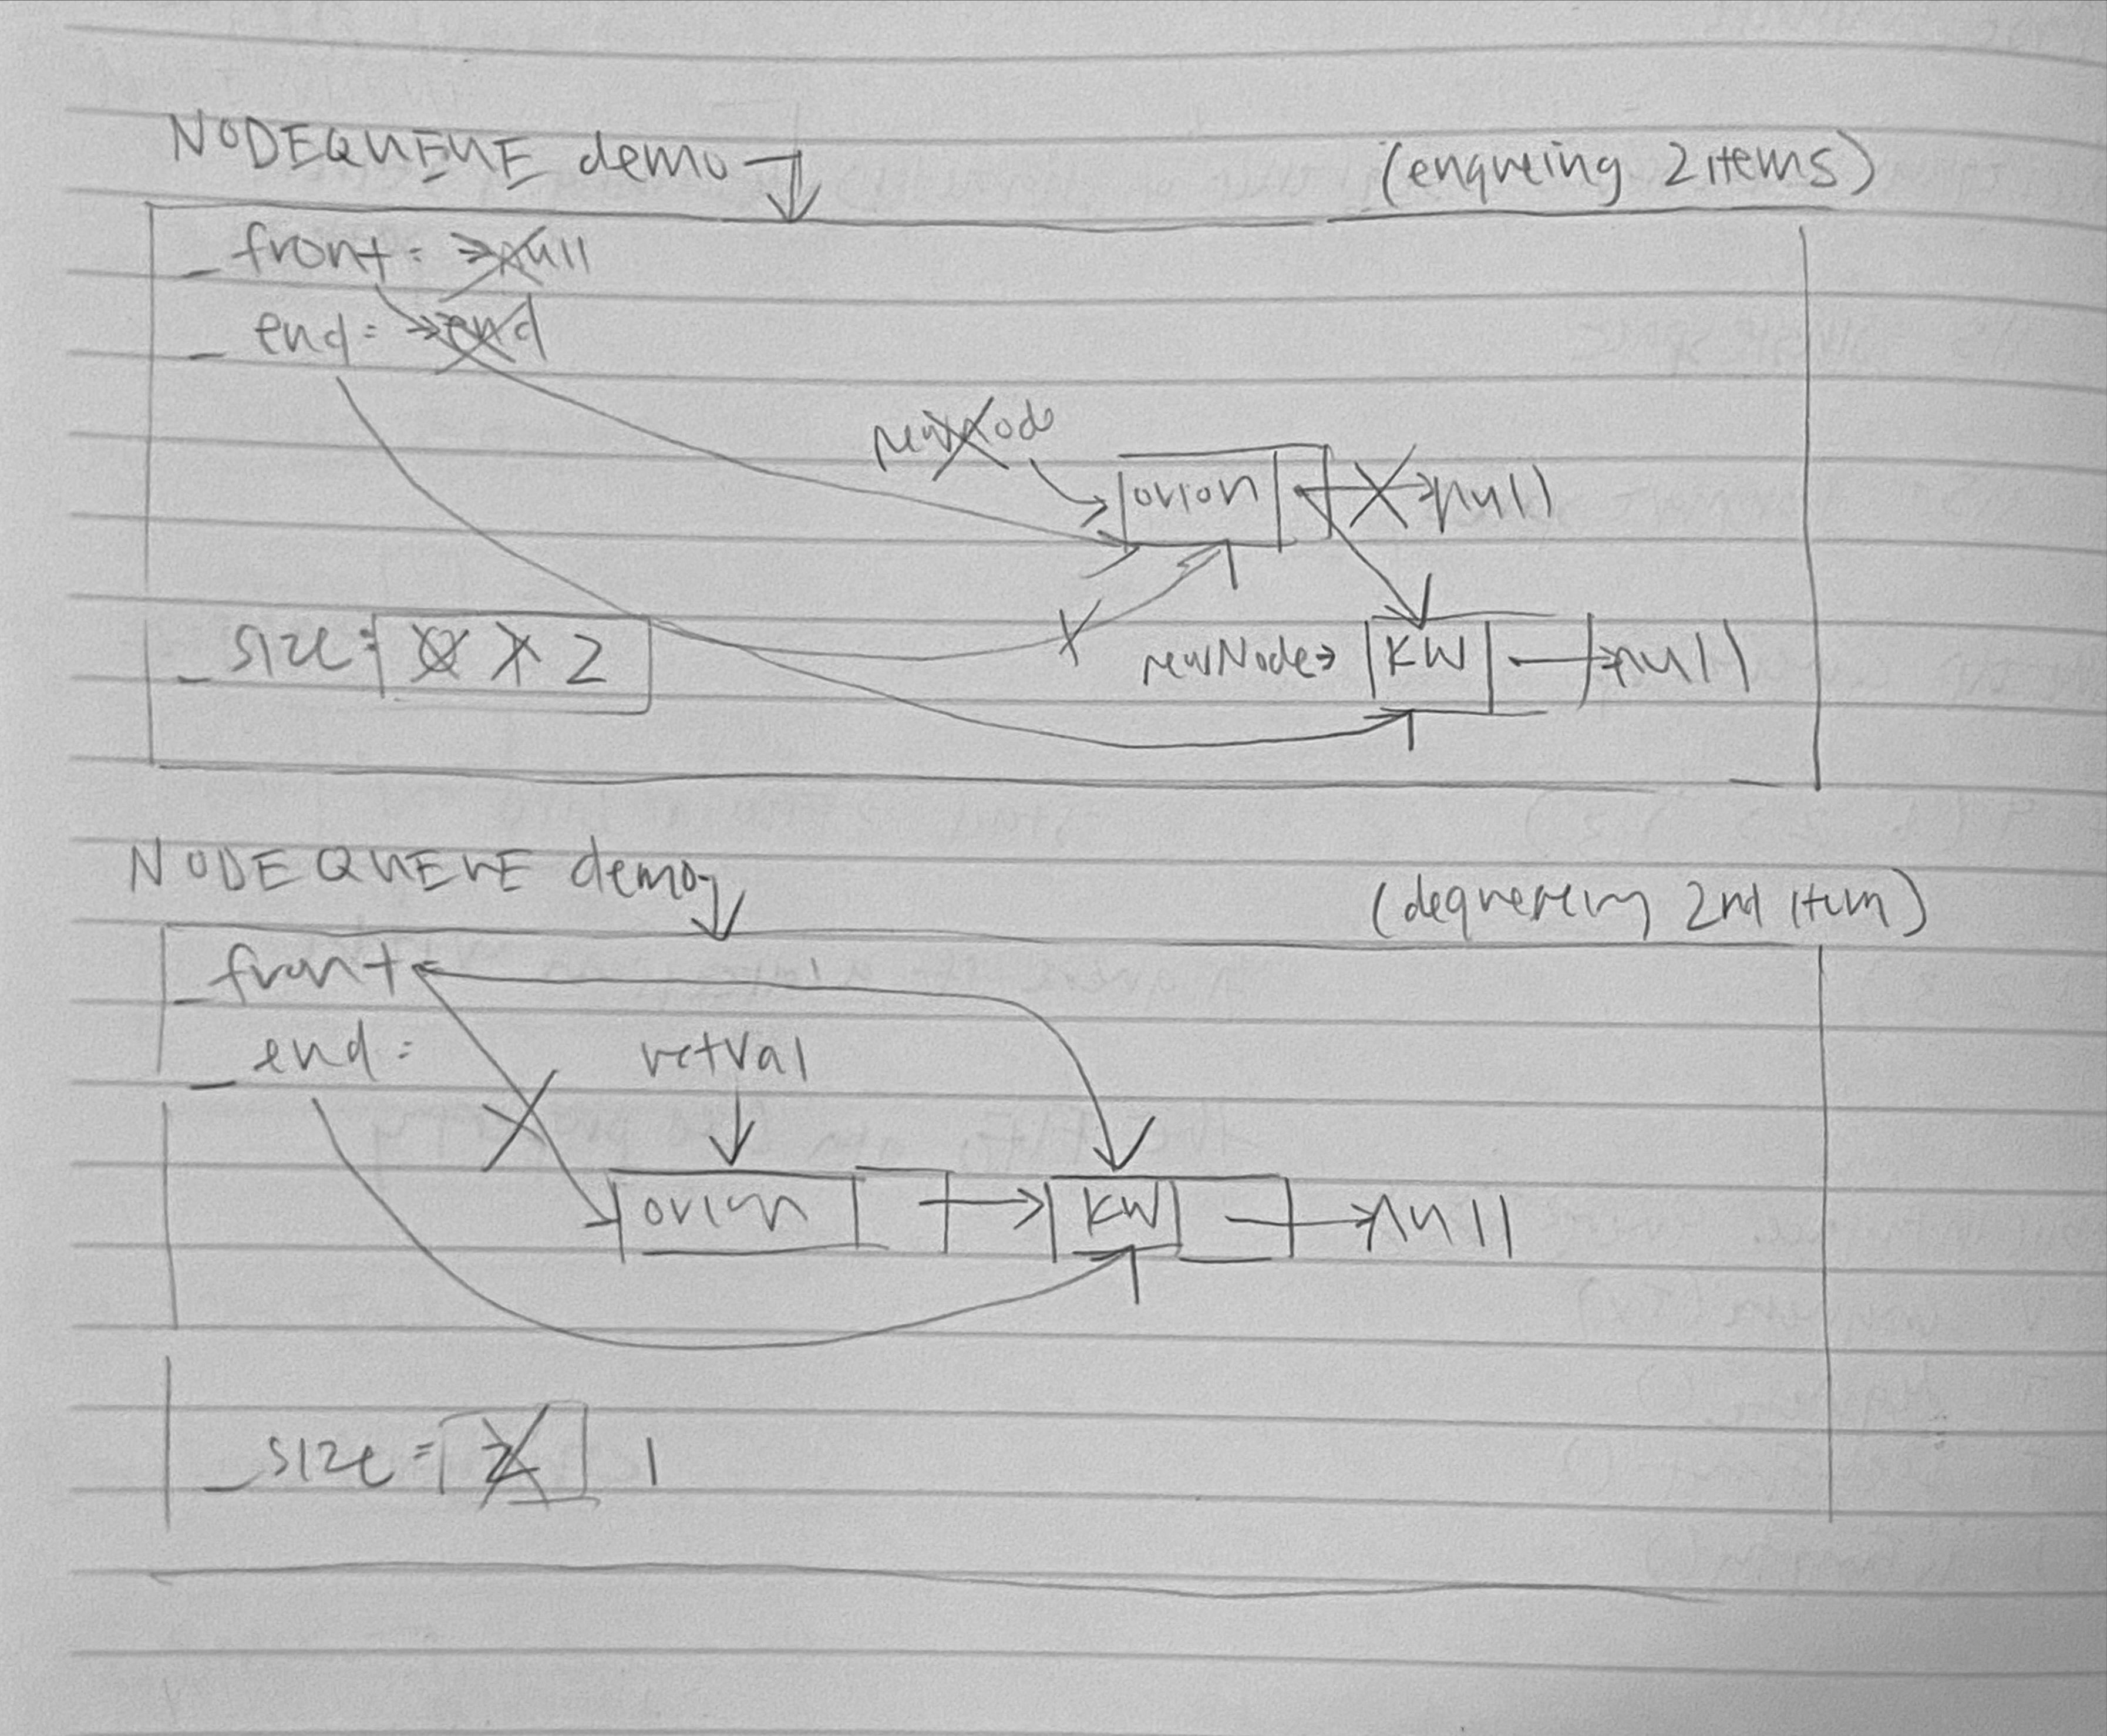 NODEQUEUE demo (enqueing 2 items)
_front: null
_end: end
newNode
orion null
_size: 0 1 2 newNode KW null
NODEQUEUE demo (dequeueing 2nd item)
_front
_end: retVal
orion KW null
_size = 2 1